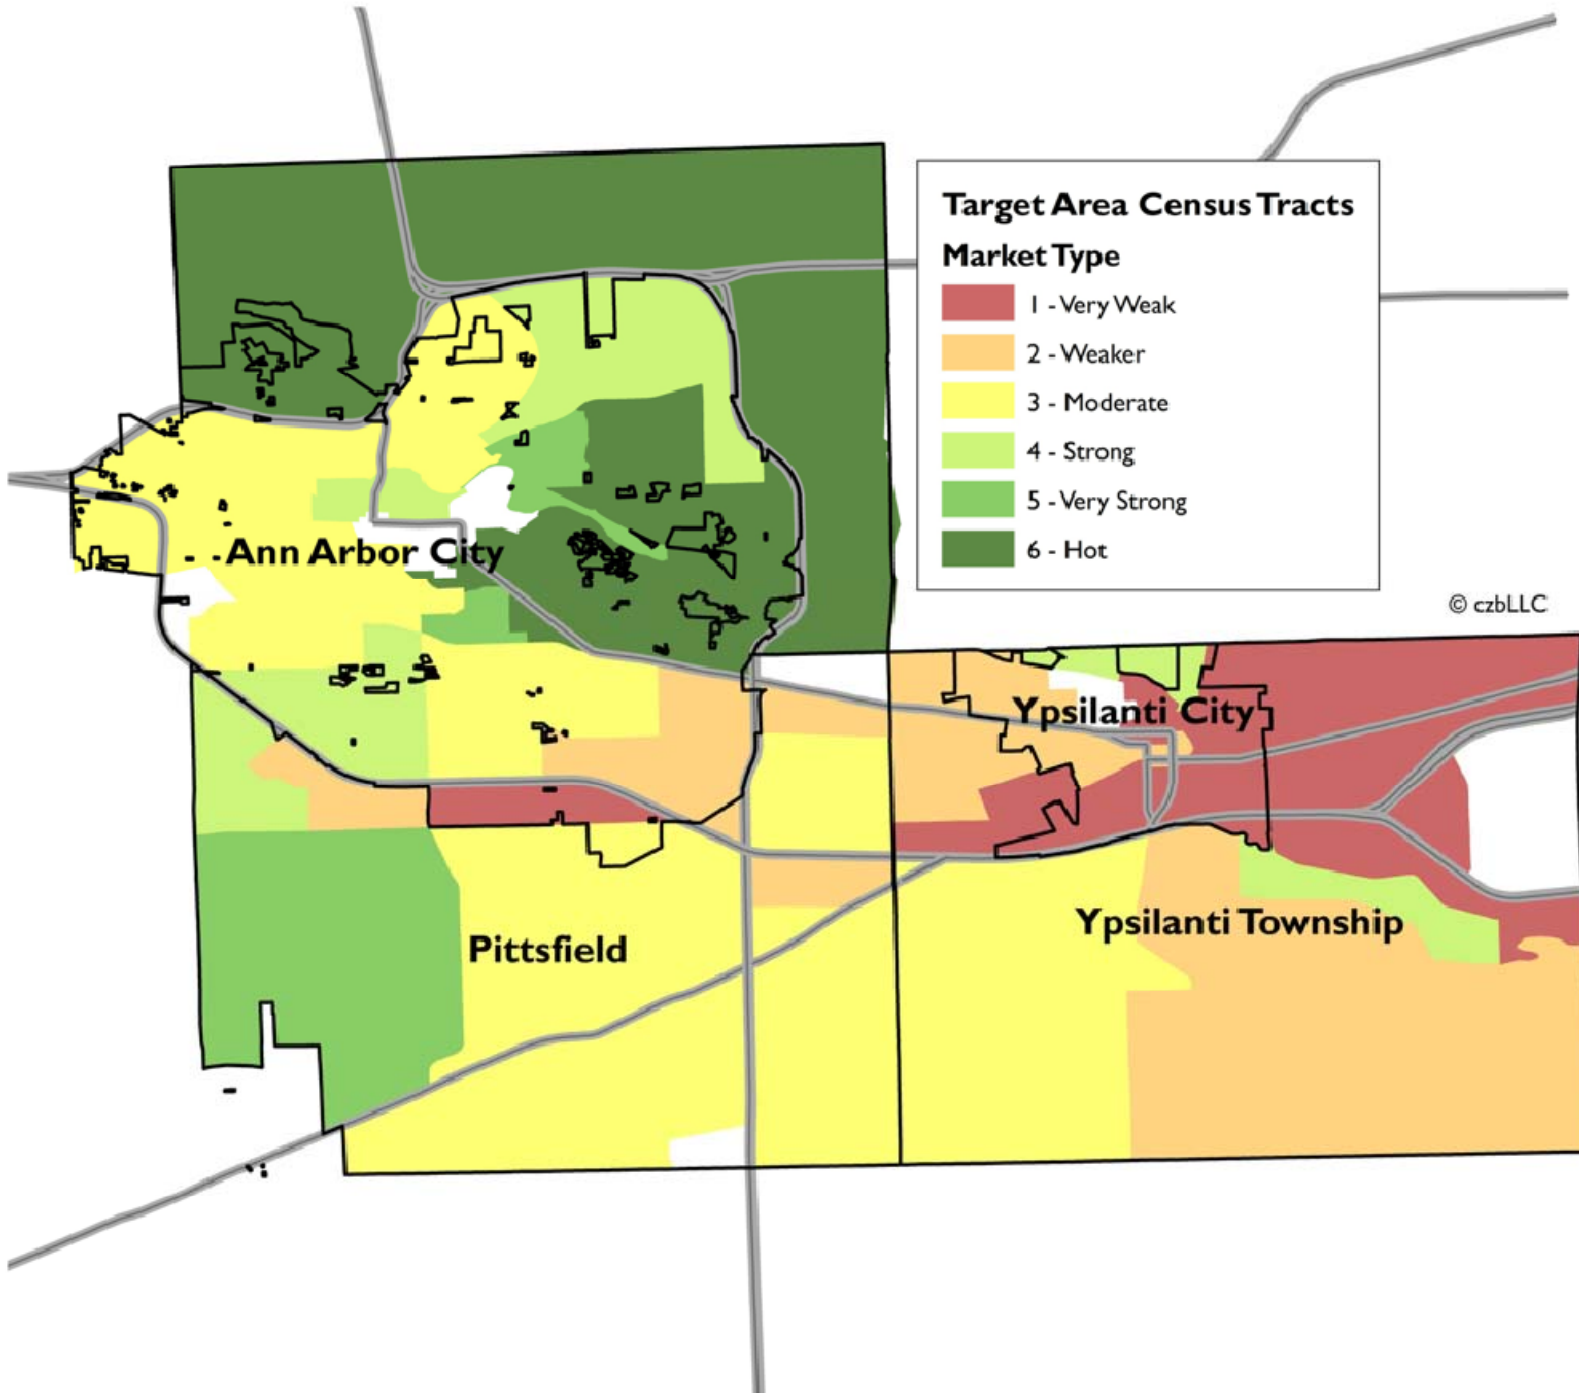 Target Area Census Tracts
Market Type
1 - Very Weak
2 - Weaker
3 - Moderate
4 - Strong
5 - Very Strong
6 - Hot
© czbLLC
Ann Arbor City
Ypsilanti City
Ypsilanti Township
Pittsfield